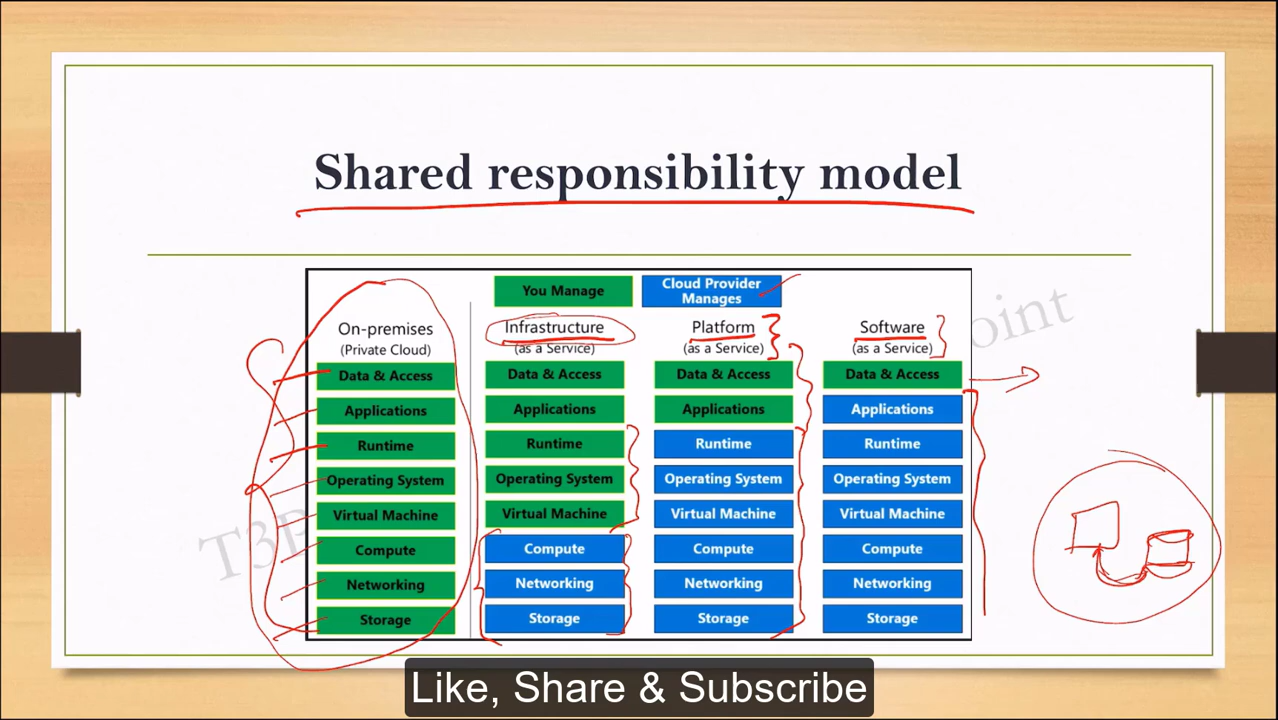 Shared responsibility model
You Manage
Cloud Provider
Manages
On-premises
(Private Cloud)
Data & Access
Applications
Runtime
Operating System
Virtual Machine
Compute
Networking
Storage
Infrastructure
(as a Service)
Data & Access
Applications
Runtime
Operating System
Virtual Machine
Compute
Networking
Storage
Platform
(as a Service)
Data & Access
Applications
Runtime
Operating System
Virtual Machine
Compute
Networking
Storage
Software
(as a Service)
Data & Access
Applications
Runtime
Operating System
Virtual Machine
Compute
Networking
Storage
Like, Share & Subscribe